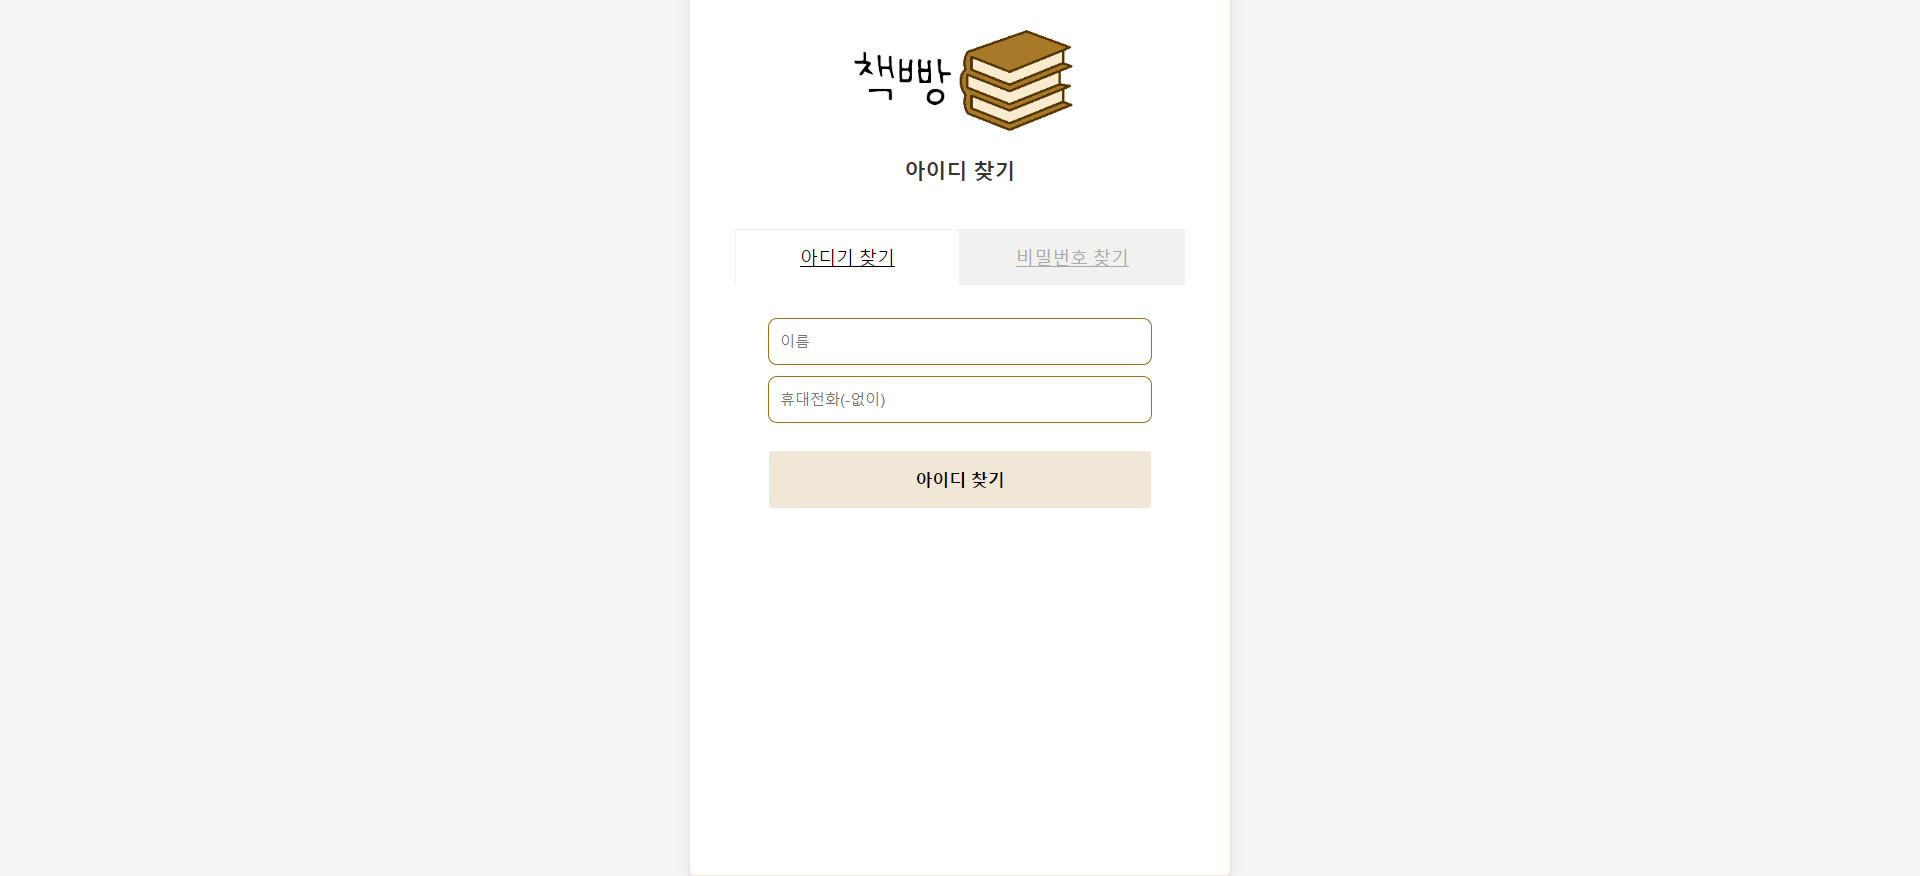 책빵
아이디 찾기
아디기 찾기 비밀번호 찾기
이름
휴대전화(-없이)
아이디 찾기